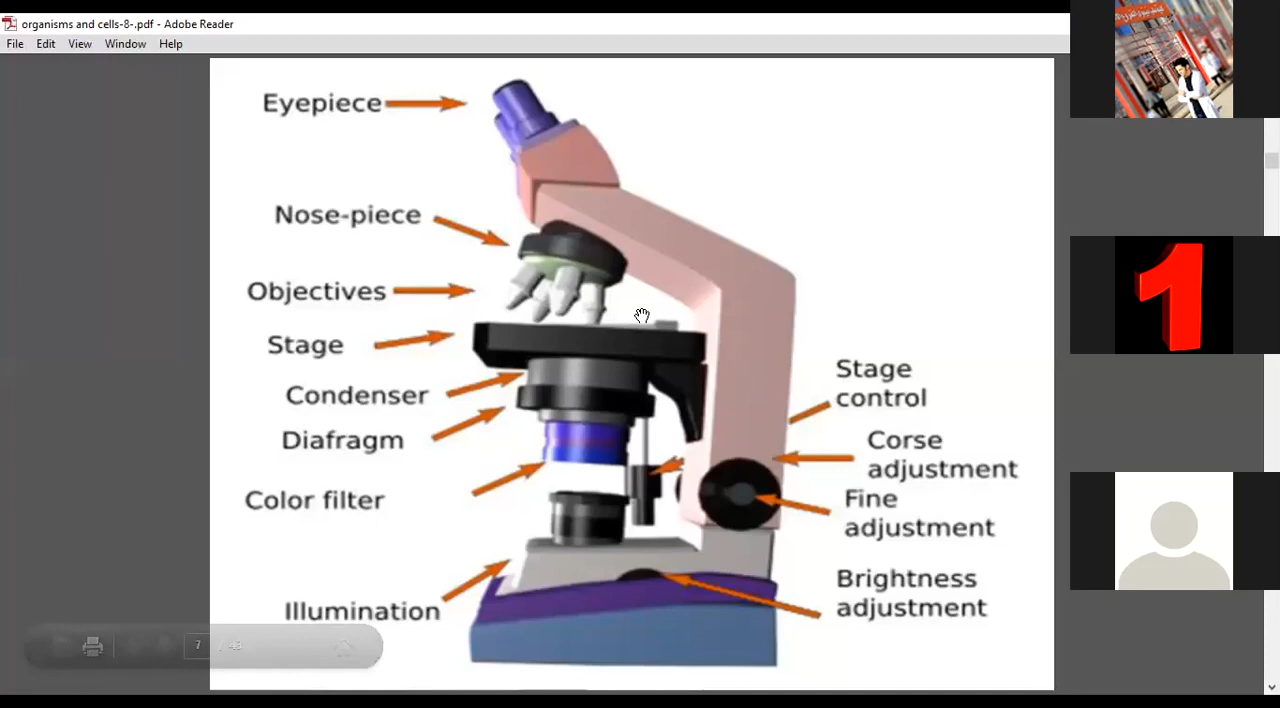 organisms and cells-8-.pdf - Adobe Reader
File Edit View Window Help
Eyepiece
Nose-piece
Objectives
Stage
Condenser
Diafragm
Color filter
Illumination
Stage
control
Corse
adjustment
Fine
adjustment
Brightness
adjustment
7 / 43
1